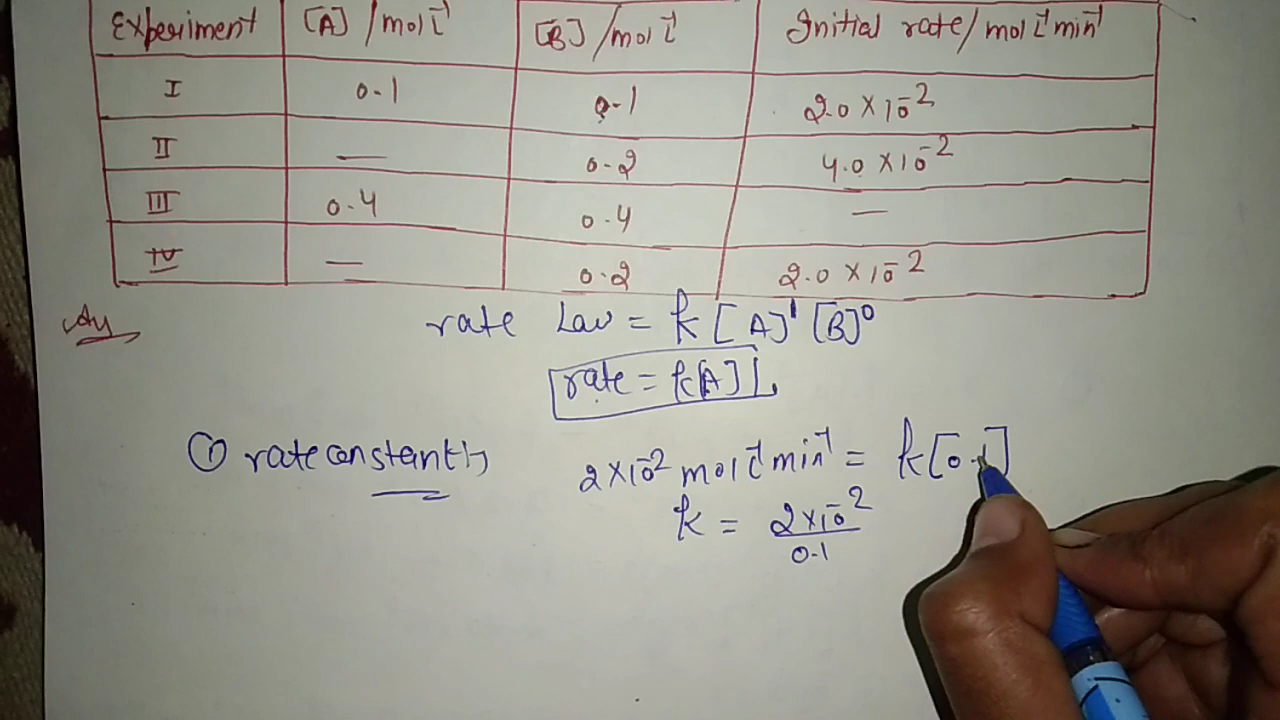 Experiment [A] /mol L⁻¹ [B] /mol L⁻¹ Initial rate/ mol L⁻¹ min⁻¹
I 0.1 0.1 2.0 × 10⁻²
II — 0.2 4.0 × 10⁻²
III 0.4 0.4 —
IV — 0.2 2.0 × 10⁻²
rate Law = k [A]¹ [B]⁰
rate = k[A]
① rate constant 2×10⁻² mol L⁻¹ min⁻¹ = k[0.1]
k = 2×10⁻² / 0.1